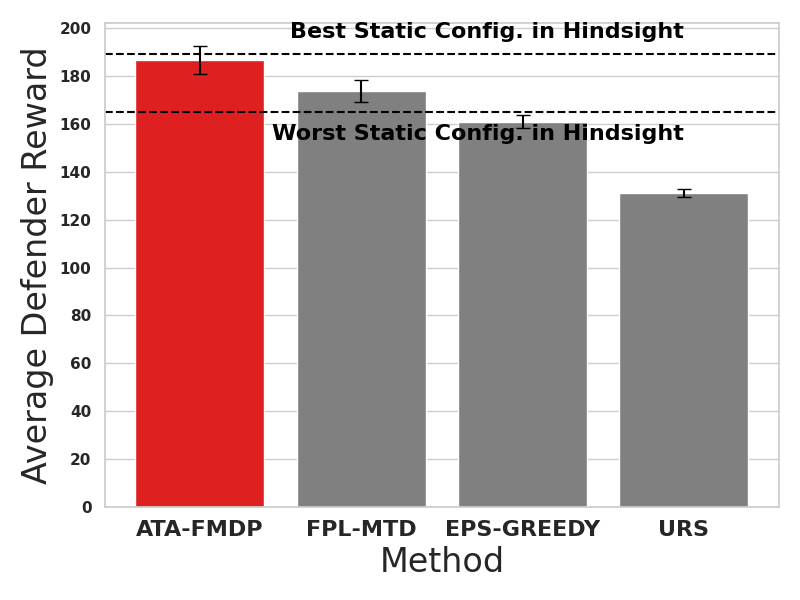 Best Static Config. in Hindsight
Worst Static Config. in Hindsight
Average Defender Reward
200
180
160
140
120
100
80
60
40
20
0
ATA-FMDP FPL-MTD EPS-GREEDY URS
Method